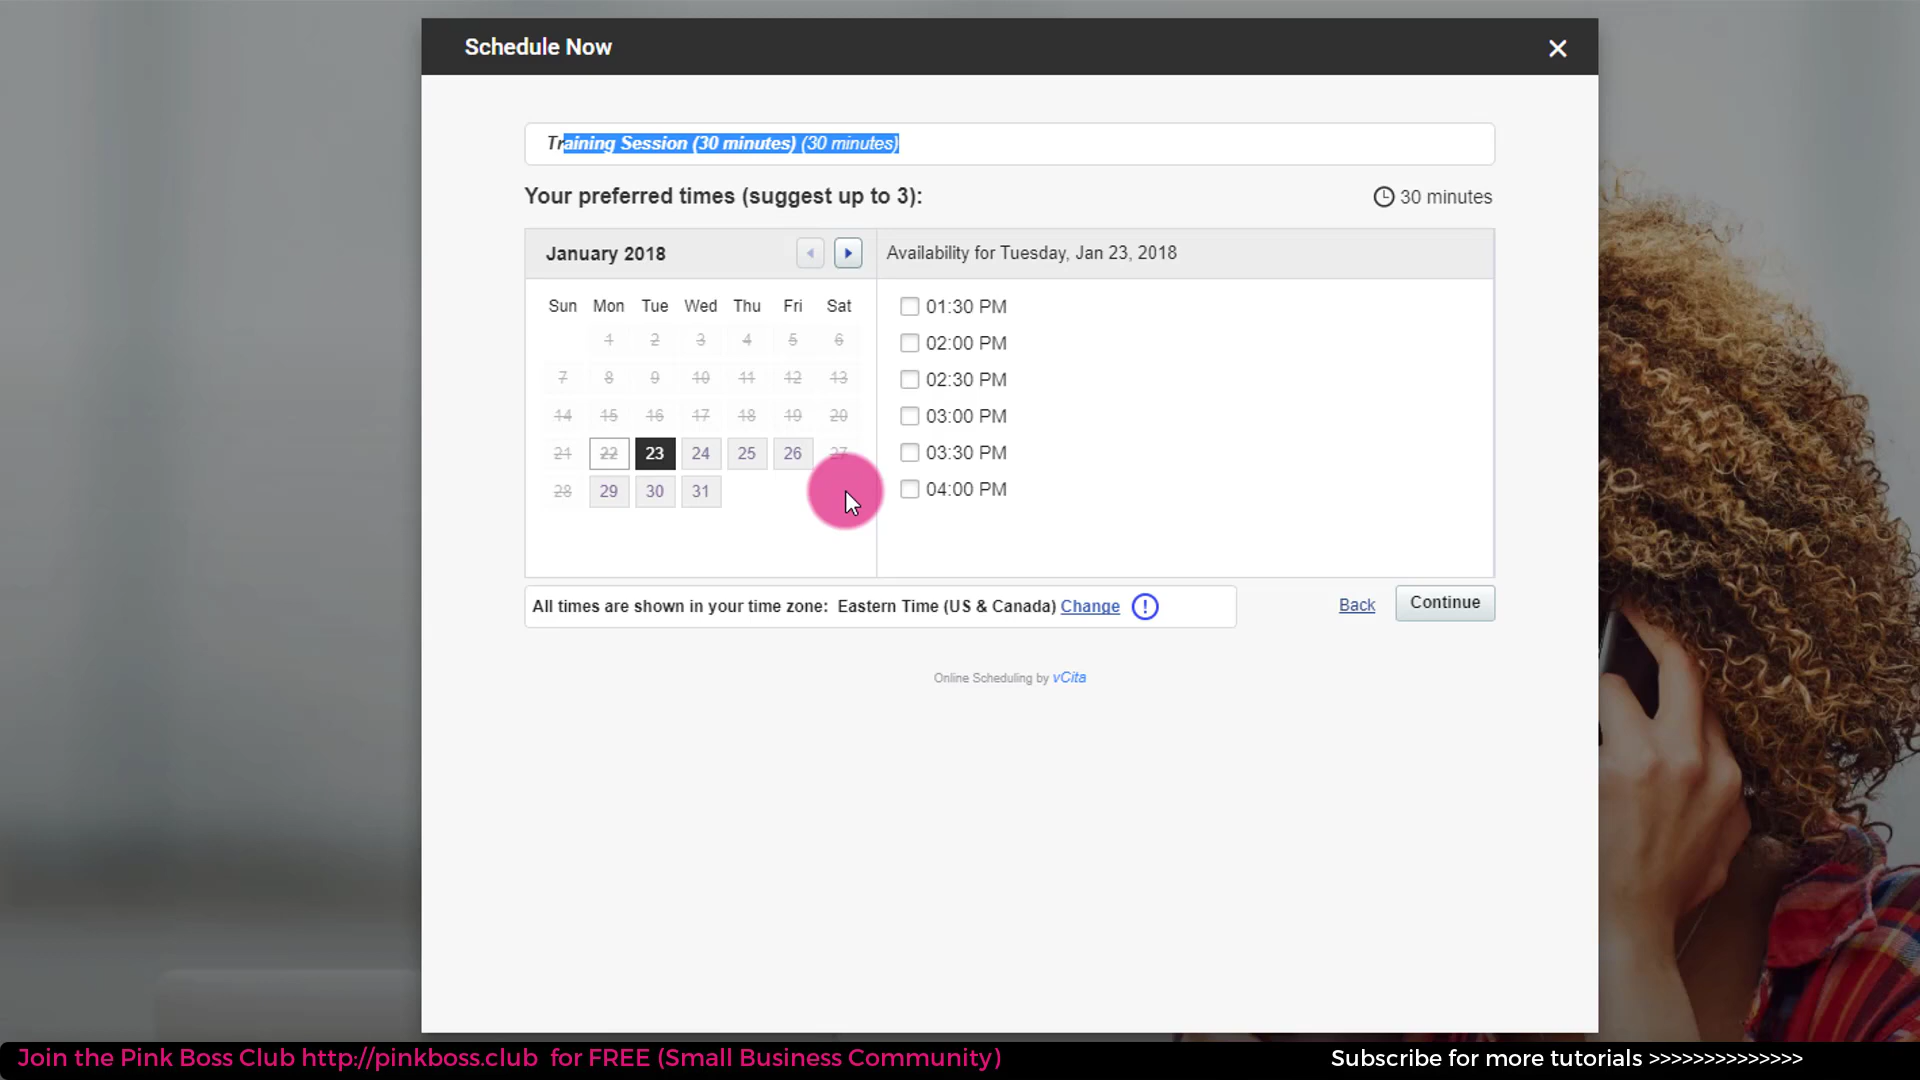 Schedule Now
Training Session (30 minutes) (30 minutes)
Your preferred times (suggest up to 3):
30 minutes
January 2018
Availability for Tuesday, Jan 23, 2018
Sun Mon Tue Wed Thu Fri Sat
1 2 3 4 5 6
7 8 9 10 11 12 13
14 15 16 17 18 19 20
21 22 23 24 25 26 27
28 29 30 31
01:30 PM
02:00 PM
02:30 PM
03:00 PM
03:30 PM
04:00 PM
All times are shown in your time zone: Eastern Time (US & Canada) Change
Back
Continue
Online Scheduling by vCita
Join the Pink Boss Club http://pinkboss.club for FREE (Small Business Community)
Subscribe for more tutorials >>>>>>>>>>>>>>